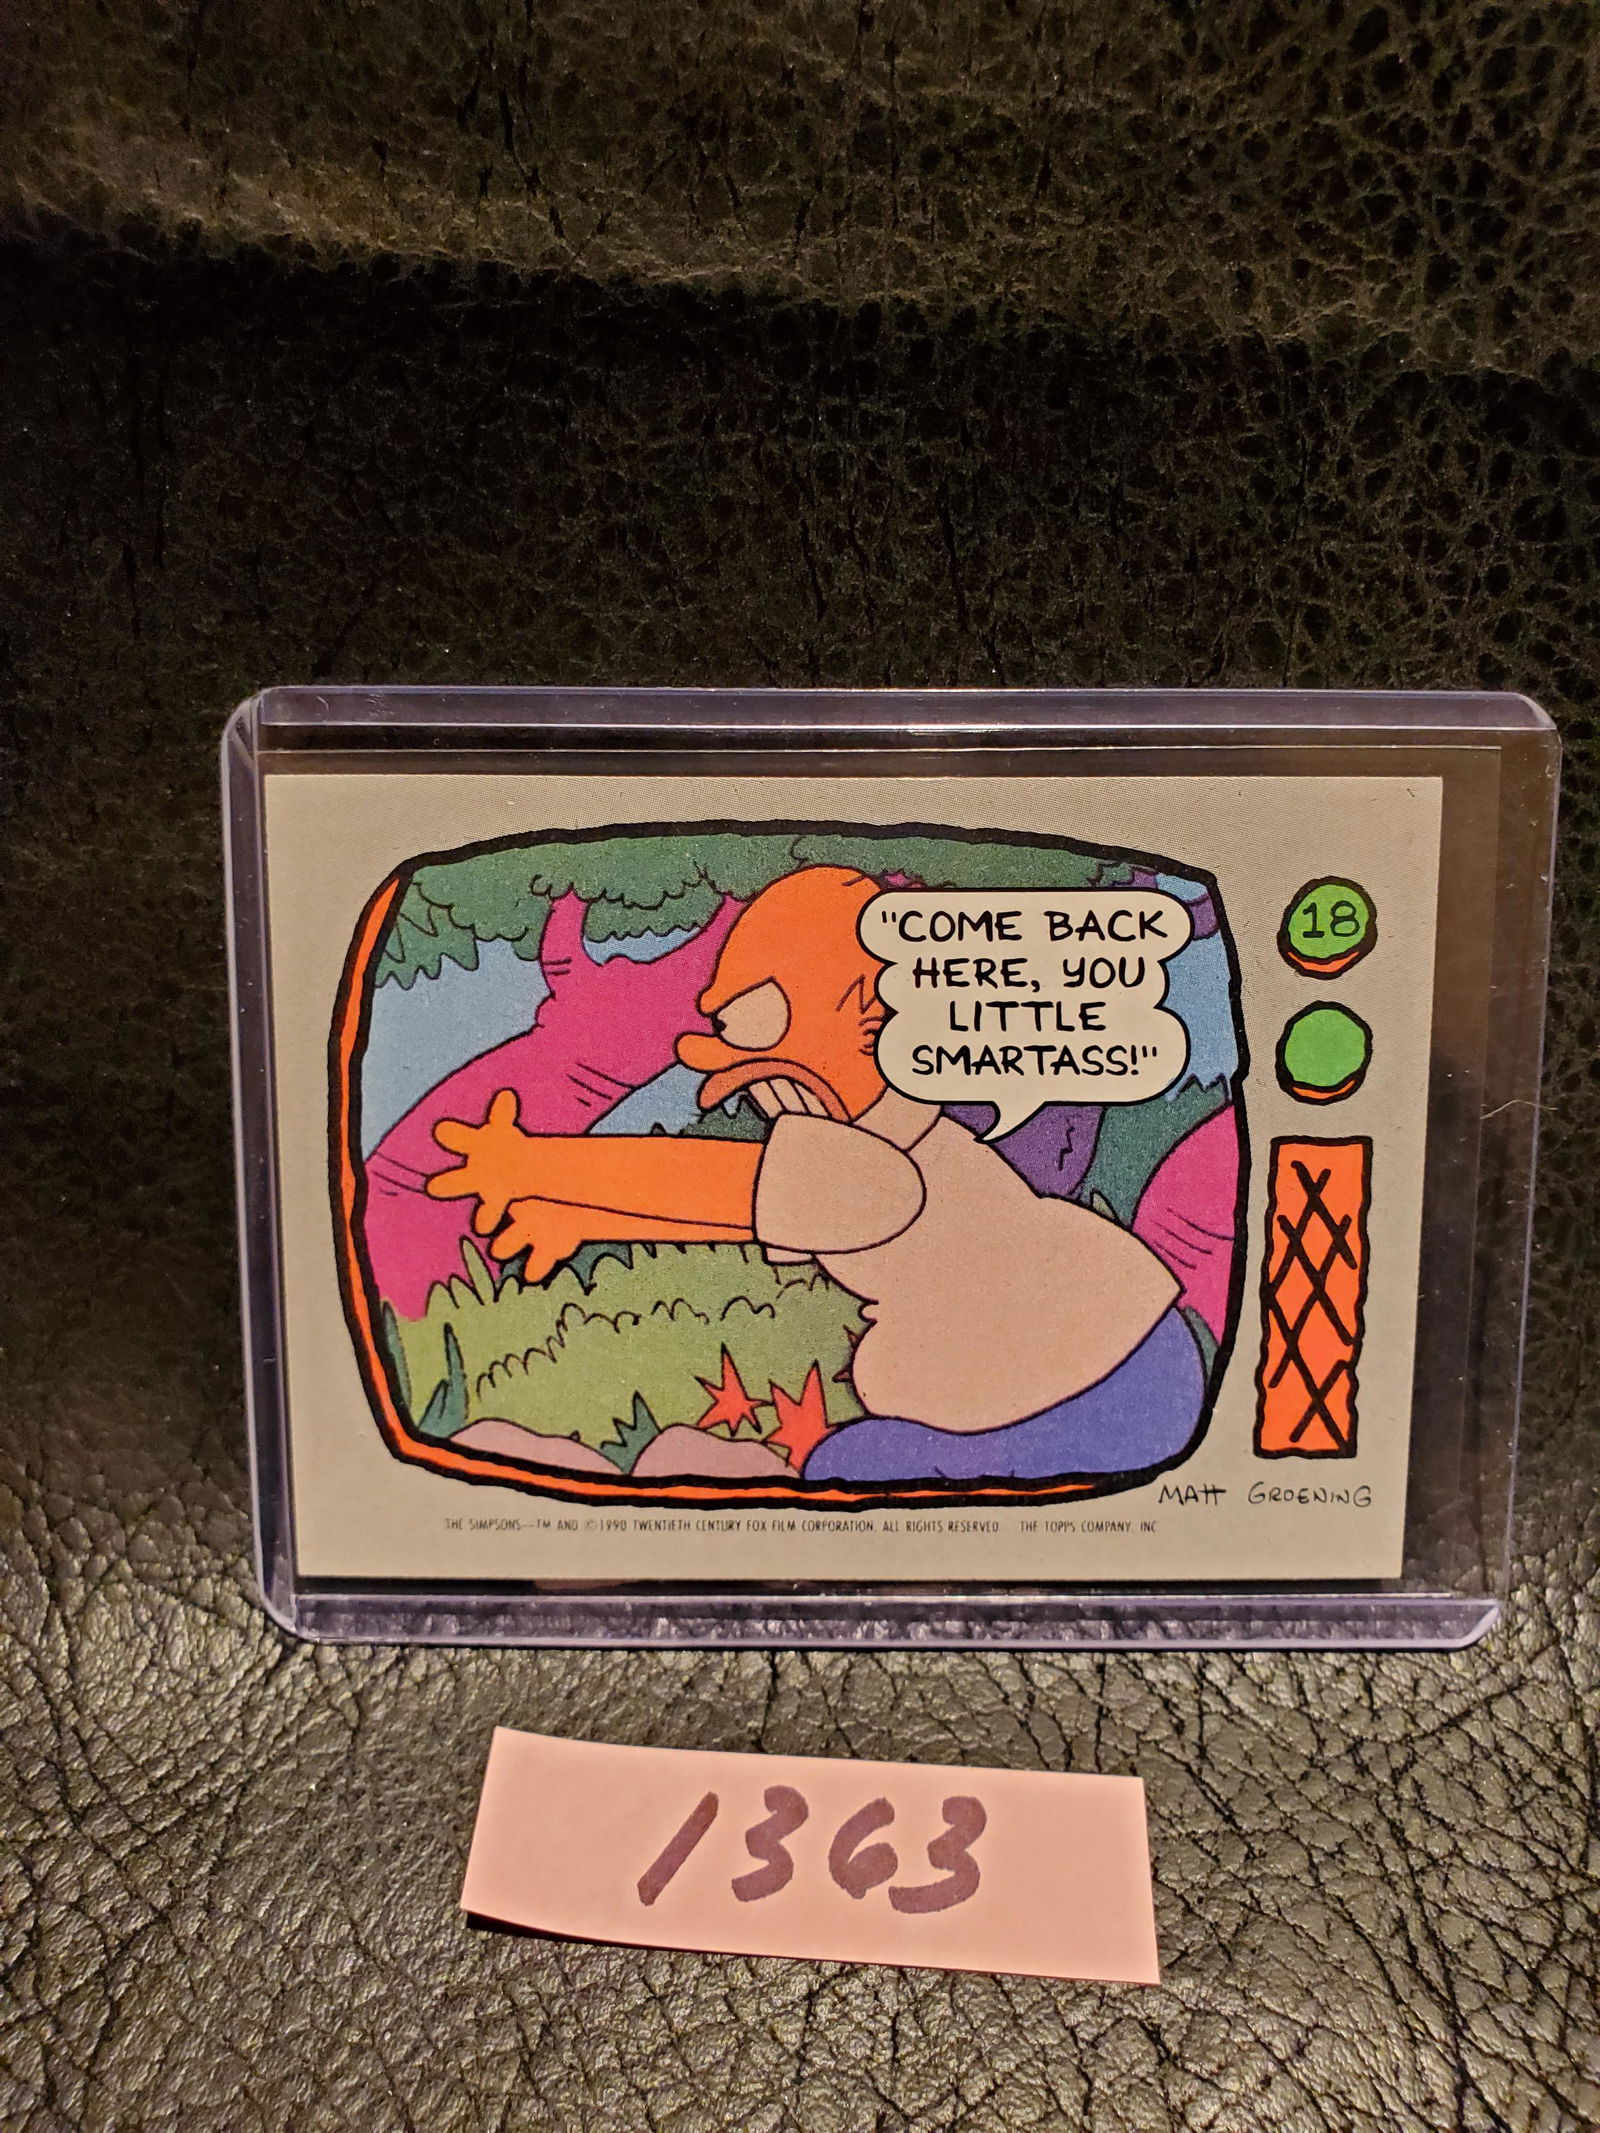 "COME BACK
HERE, YOU
LITTLE
SMARTASS!"
18
MATT GROENING
THE SIMPSONS—TM AND ©1990 TWENTIETH CENTURY FOX FILM CORPORATION. ALL RIGHTS RESERVED. THE TOPPS COMPANY, INC.
1363